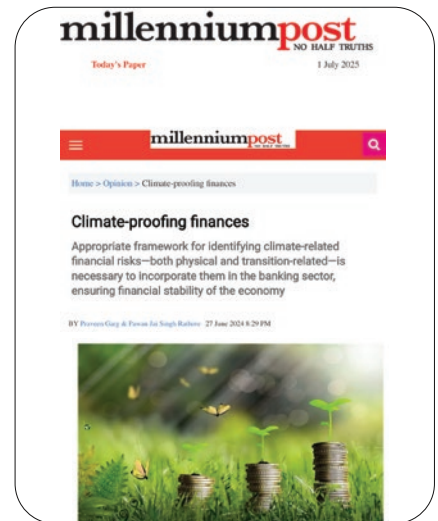 millenniumpost
NO HALF TRUTHS
Today's Paper 1 July 2025
millenniumpost
NO HALF TRUTHS
Home > Opinion > Climate-proofing finances
Climate-proofing finances
Appropriate framework for identifying climate-related
financial risks—both physical and transition-related—is
necessary to incorporate them in the banking sector,
ensuring financial stability of the economy
BY Praveen Garg & Pawan Jai Singh Rathore 27 June 2024 8:29 PM